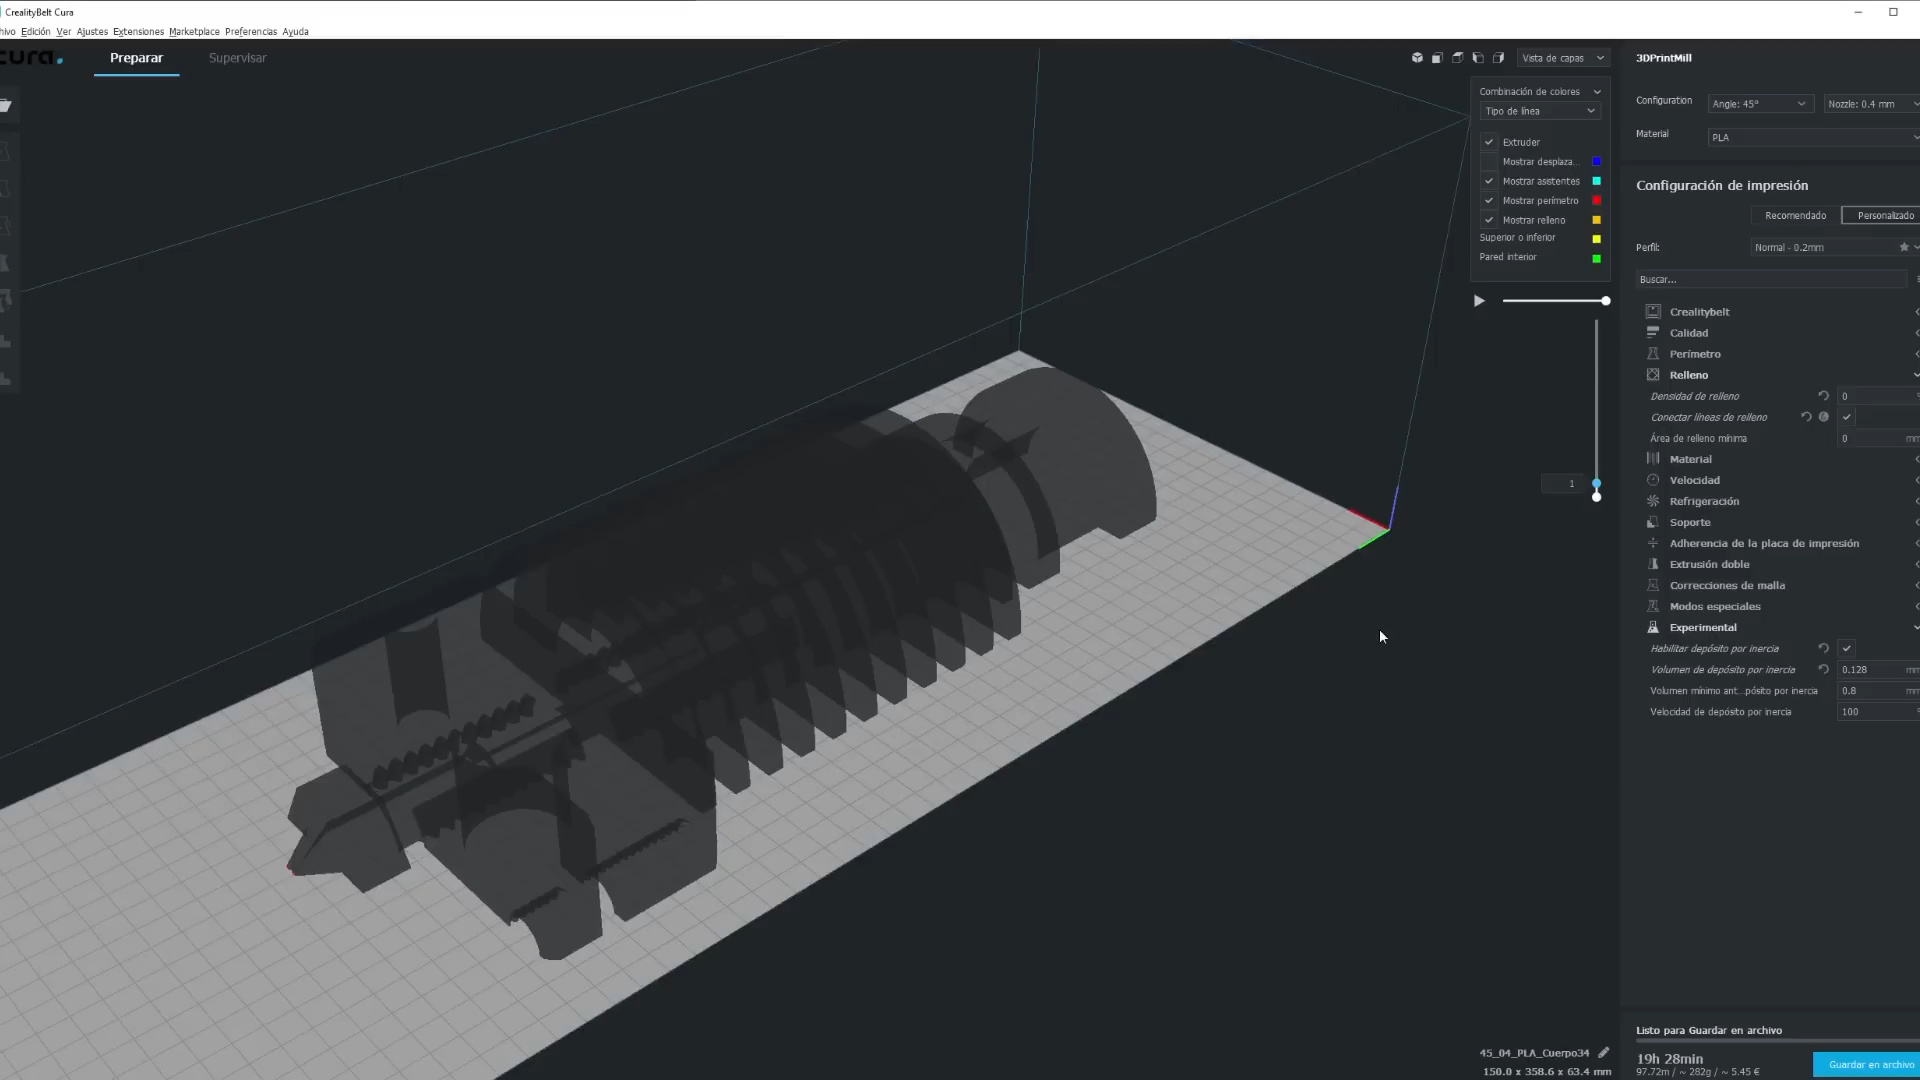 CrealityBelt Cura
hivo Edición Ver Ajustes Extensiones Marketplace Preferencias Ayuda
cura.
Preparar
Supervisar
Vista de capas
3DPrintMill
Combinación de colores
Tipo de línea
Configuration
Angle: 45°
Nozzle: 0.4 mm
Material
PLA
Extruder
Mostrar desplaza...
Mostrar asistentes
Mostrar perímetro
Mostrar relleno
Superior o inferior
Pared interior
Configuración de impresión
Recomendado
Personalizado
Perfil:
Normal - 0.2mm
Buscar...
Crealitybelt
Calidad
Perímetro
Relleno
Densidad de relleno
0
Conectar líneas de relleno
Área de relleno mínima
0
mm
Material
Velocidad
1
Refrigeración
Soporte
Adherencia de la placa de impresión
Extrusión doble
Correcciones de malla
Modos especiales
Experimental
Habilitar depósito por inercia
Volumen de depósito por inercia
0.128
mm
Volumen mínimo ant...pósito por inercia
0.8
mm
Velocidad de depósito por inercia
100
Listo para Guardar en archivo
45_04_PLA_Cuerpo34
150.0 x 358.6 x 63.4 mm
19h 28min
97.72m / ~ 282g / ~ 5.45 €
Guardar en archivo